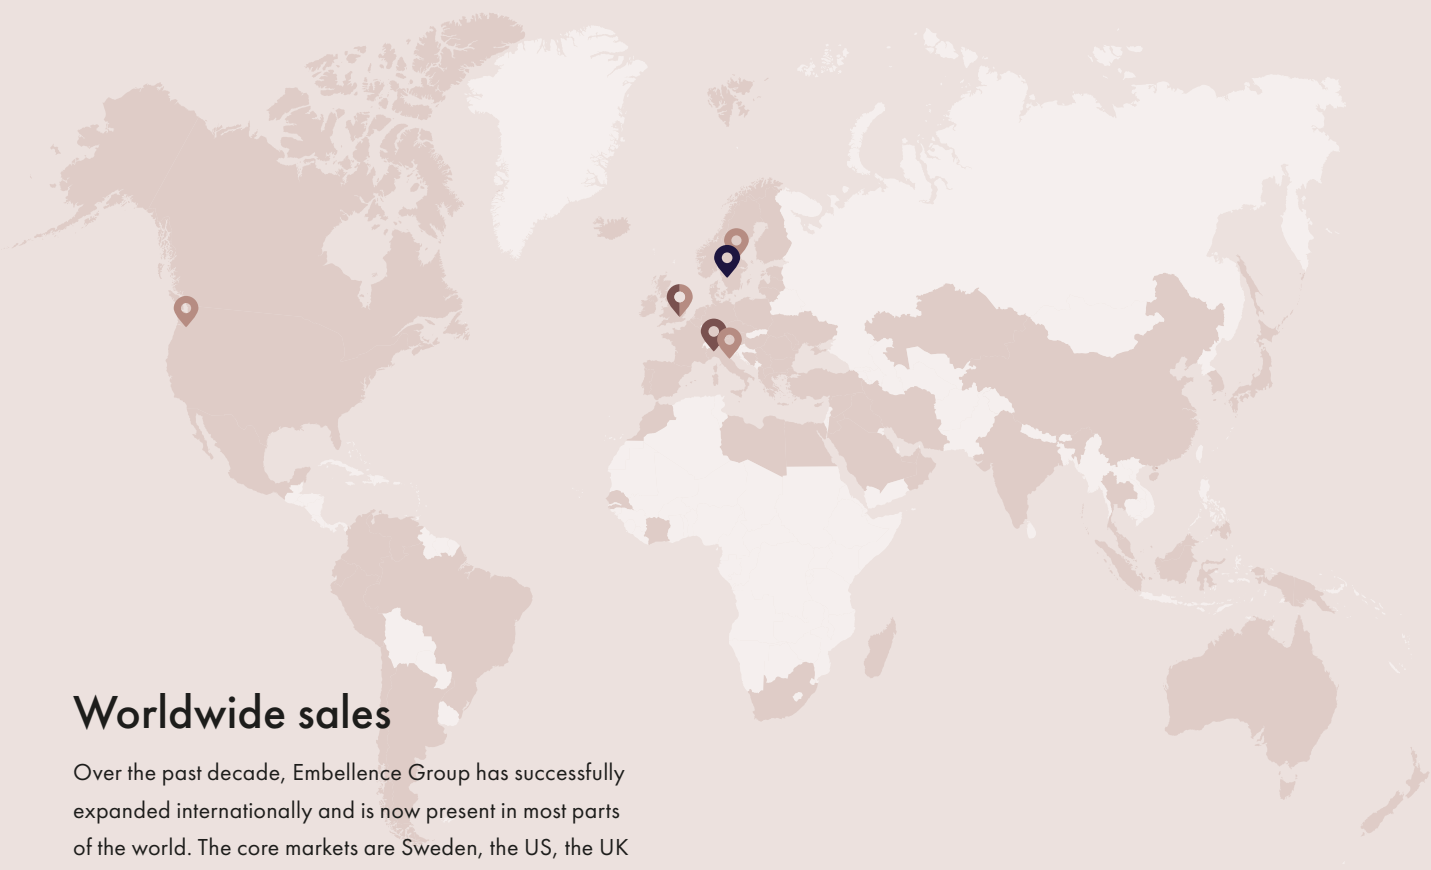 Worldwide sales
Over the past decade, Embellence Group has successfully
expanded internationally and is now present in most parts
of the world. The core markets are Sweden, the US, the UK